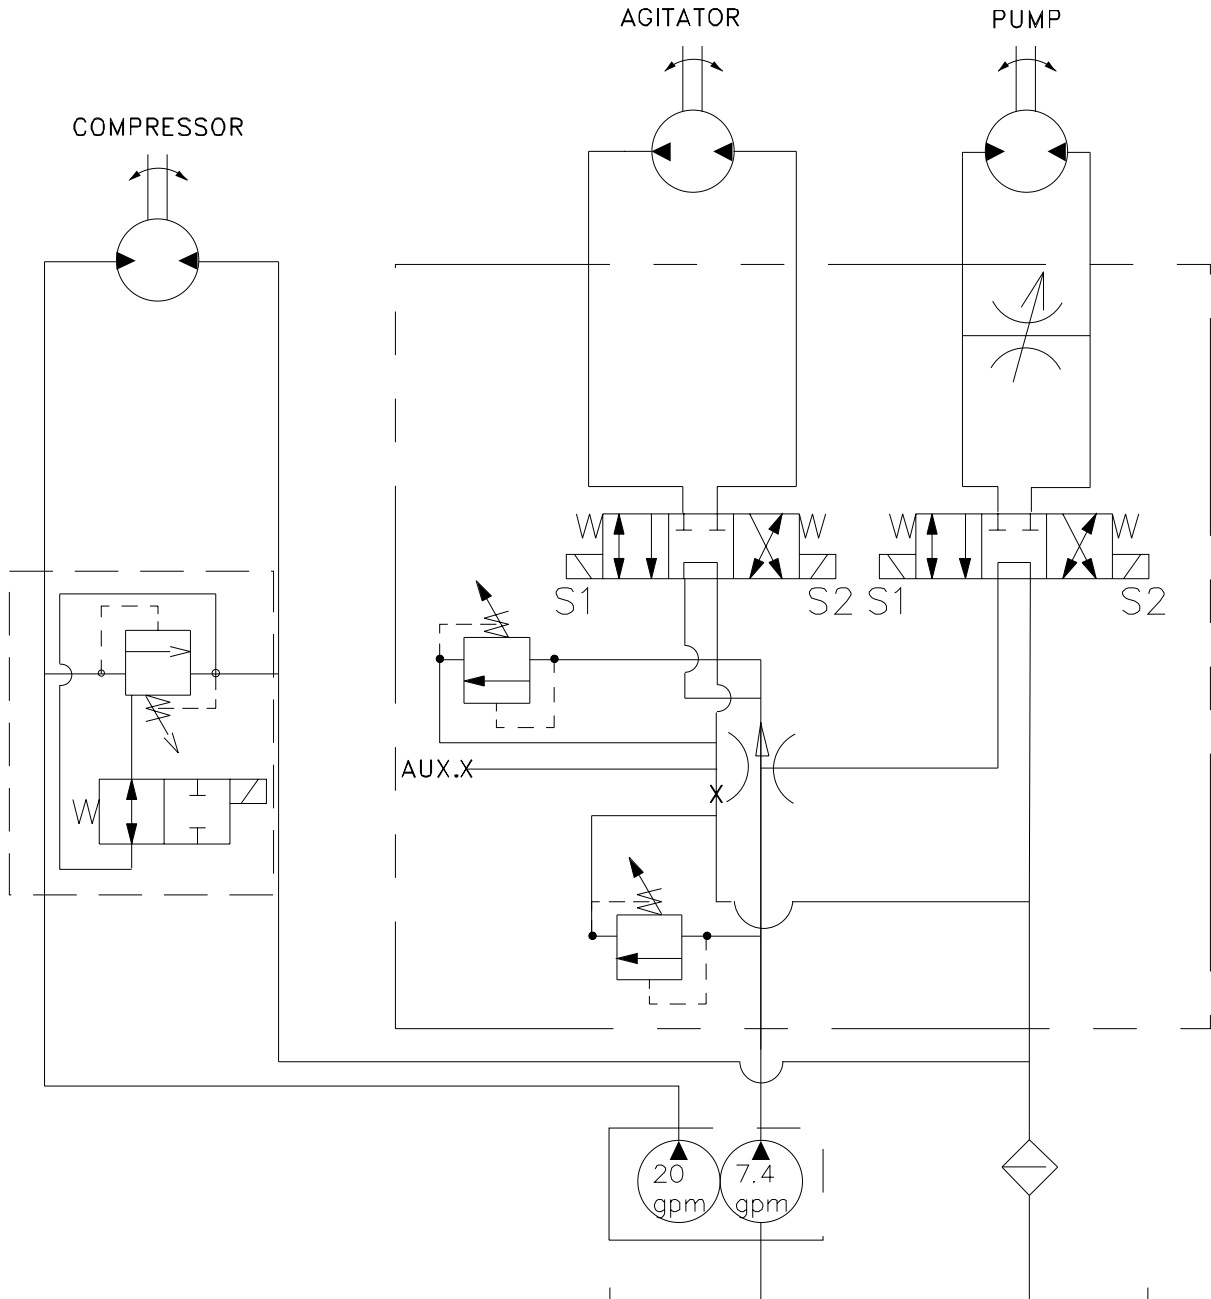 AGITATOR
PUMP
COMPRESSOR
S1
S2
S1
S2
AUX.X
X
20
gpm
7.4
gpm